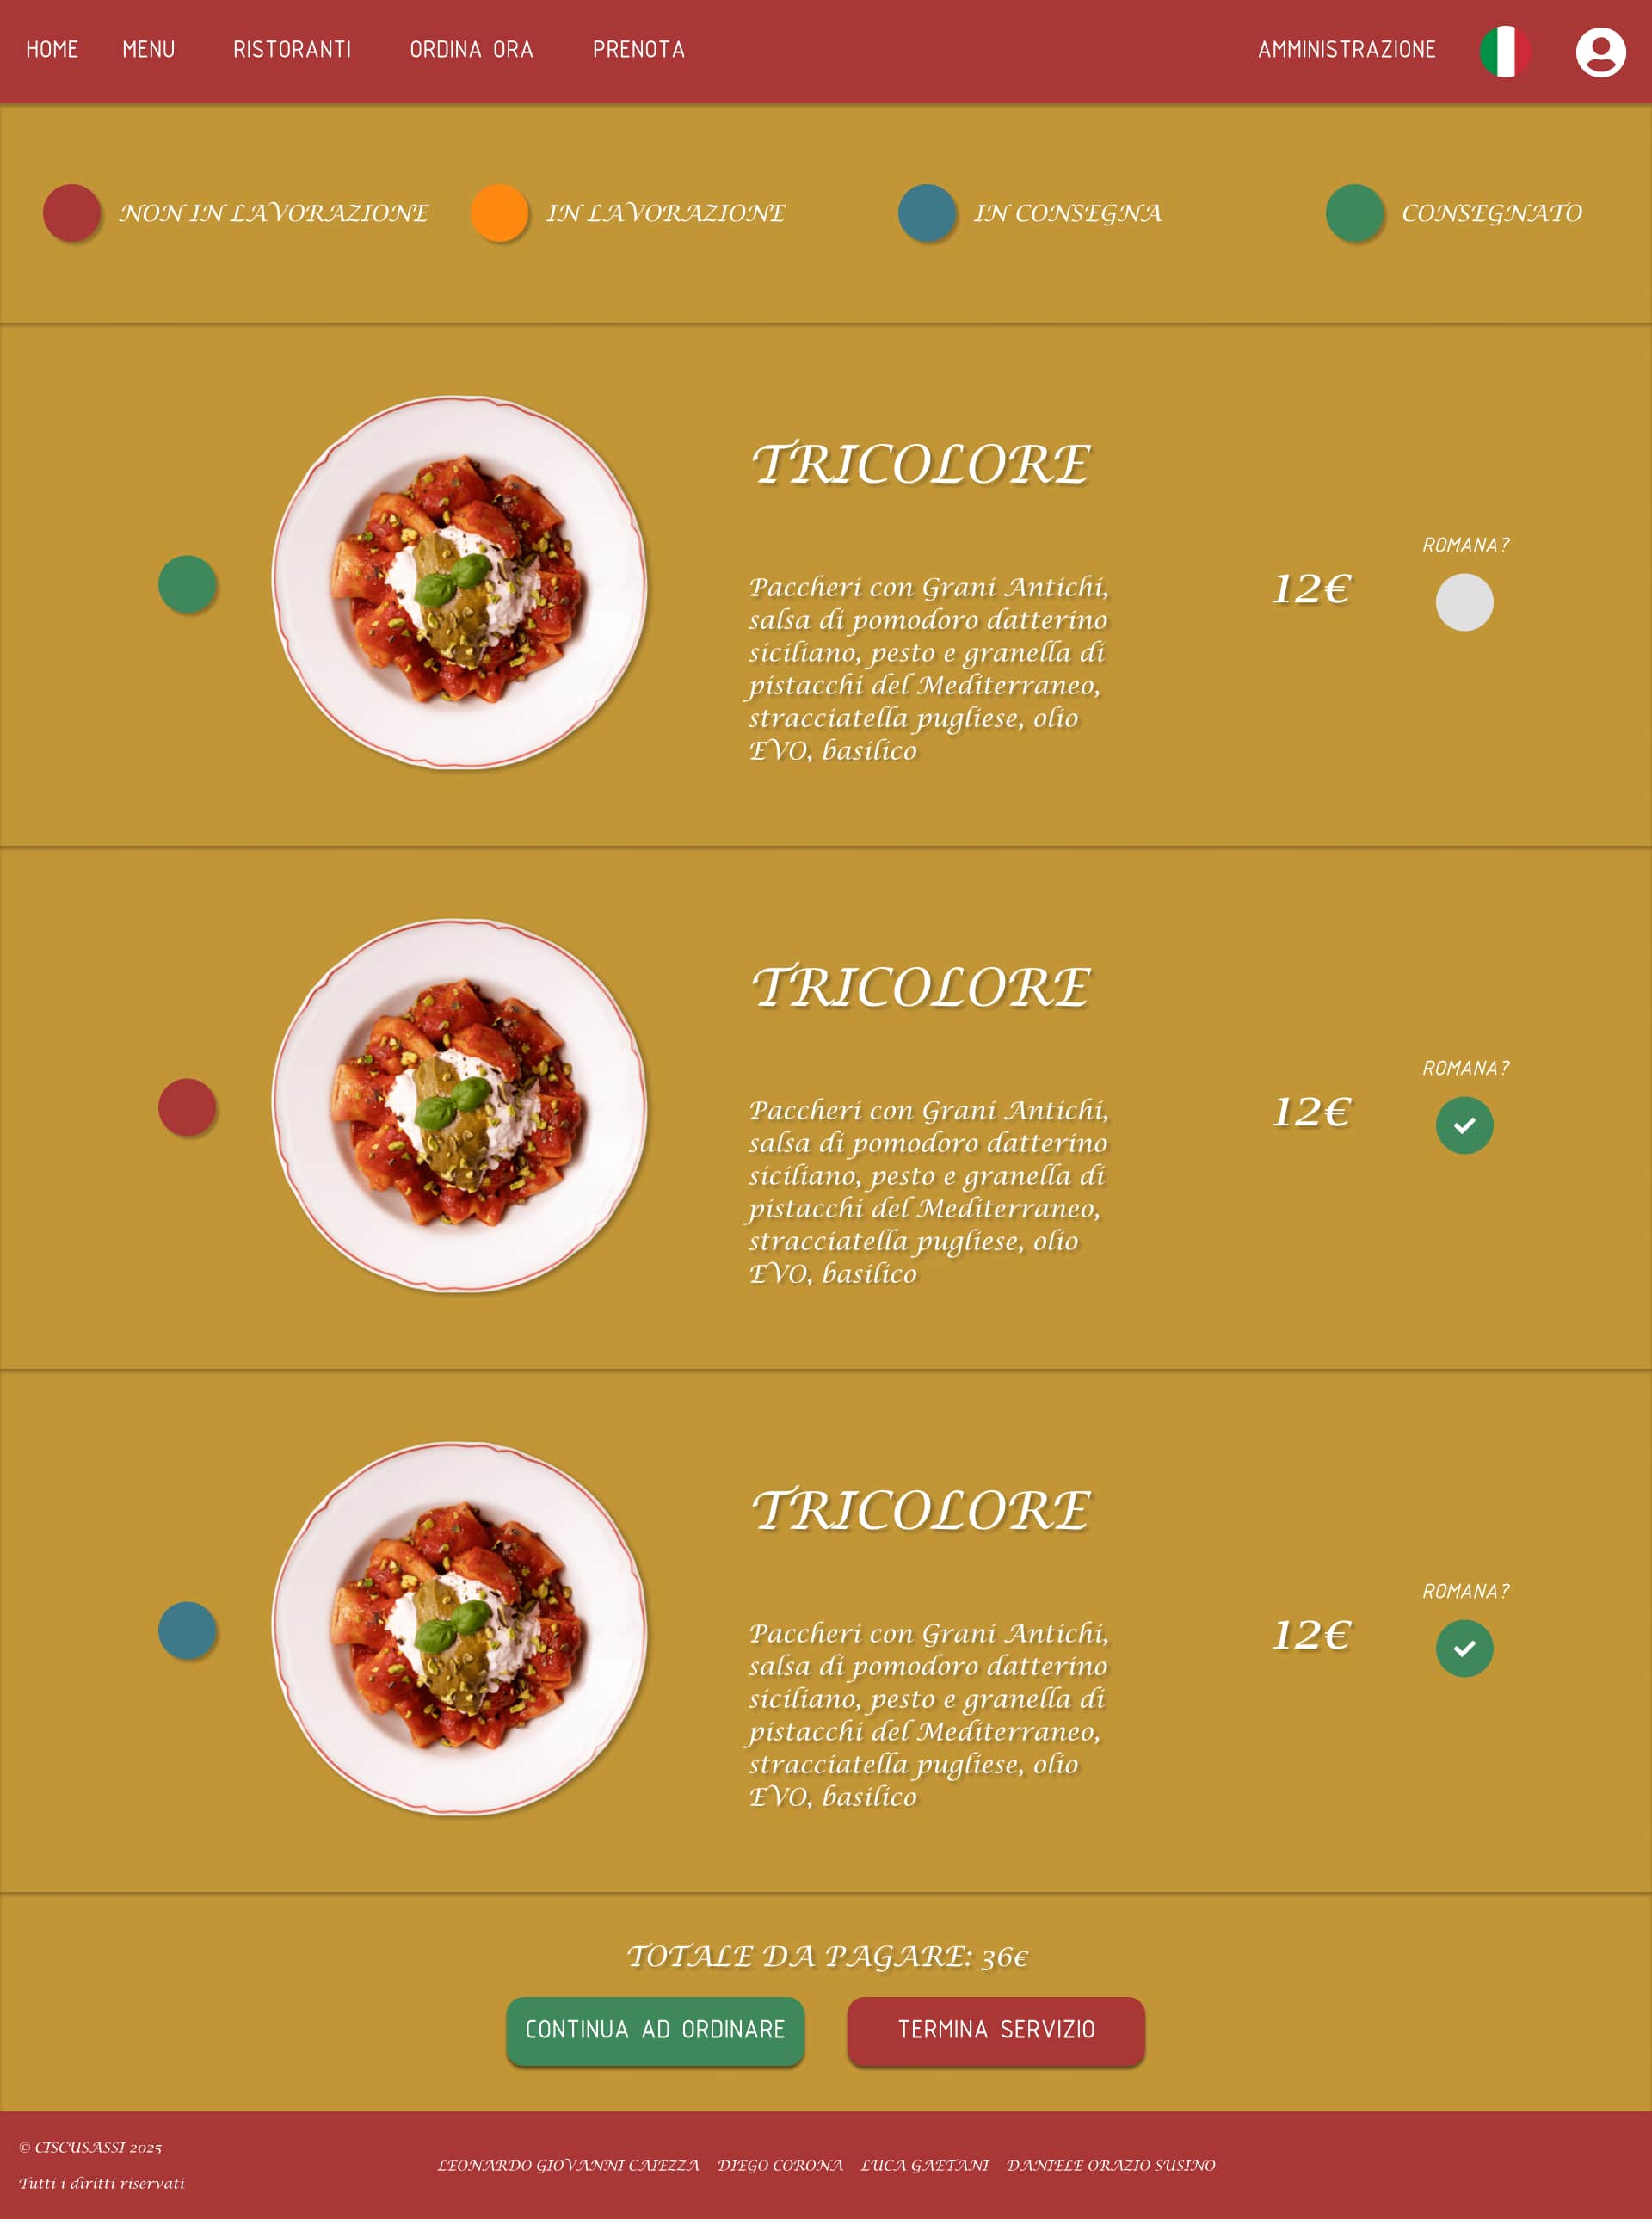 HOME MENU RISTORANTI ORDINA ORA PRENOTA AMMINISTRAZIONE
NON IN LAVORAZIONE IN LAVORAZIONE IN CONSEGNA CONSEGNATO
TRICOLORE
Paccheri con Grani Antichi,
salsa di pomodoro datterino
siciliano, pesto e granella di
pistacchi del Mediterraneo,
stracciatella pugliese, olio
EVO, basilico
12€
ROMANA?
TRICOLORE
Paccheri con Grani Antichi,
salsa di pomodoro datterino
siciliano, pesto e granella di
pistacchi del Mediterraneo,
stracciatella pugliese, olio
EVO, basilico
12€
ROMANA?
TRICOLORE
Paccheri con Grani Antichi,
salsa di pomodoro datterino
siciliano, pesto e granella di
pistacchi del Mediterraneo,
stracciatella pugliese, olio
EVO, basilico
12€
ROMANA?
TOTALE DA PAGARE: 36€
CONTINUA AD ORDINARE TERMINA SERVIZIO
© CISCUSASSI 2025
Tutti i diritti riservati
LEONARDO GIOVANNI CAIEZZA DIEGO CORONA LUCA GAETANI DANIELE ORAZIO SUSINO